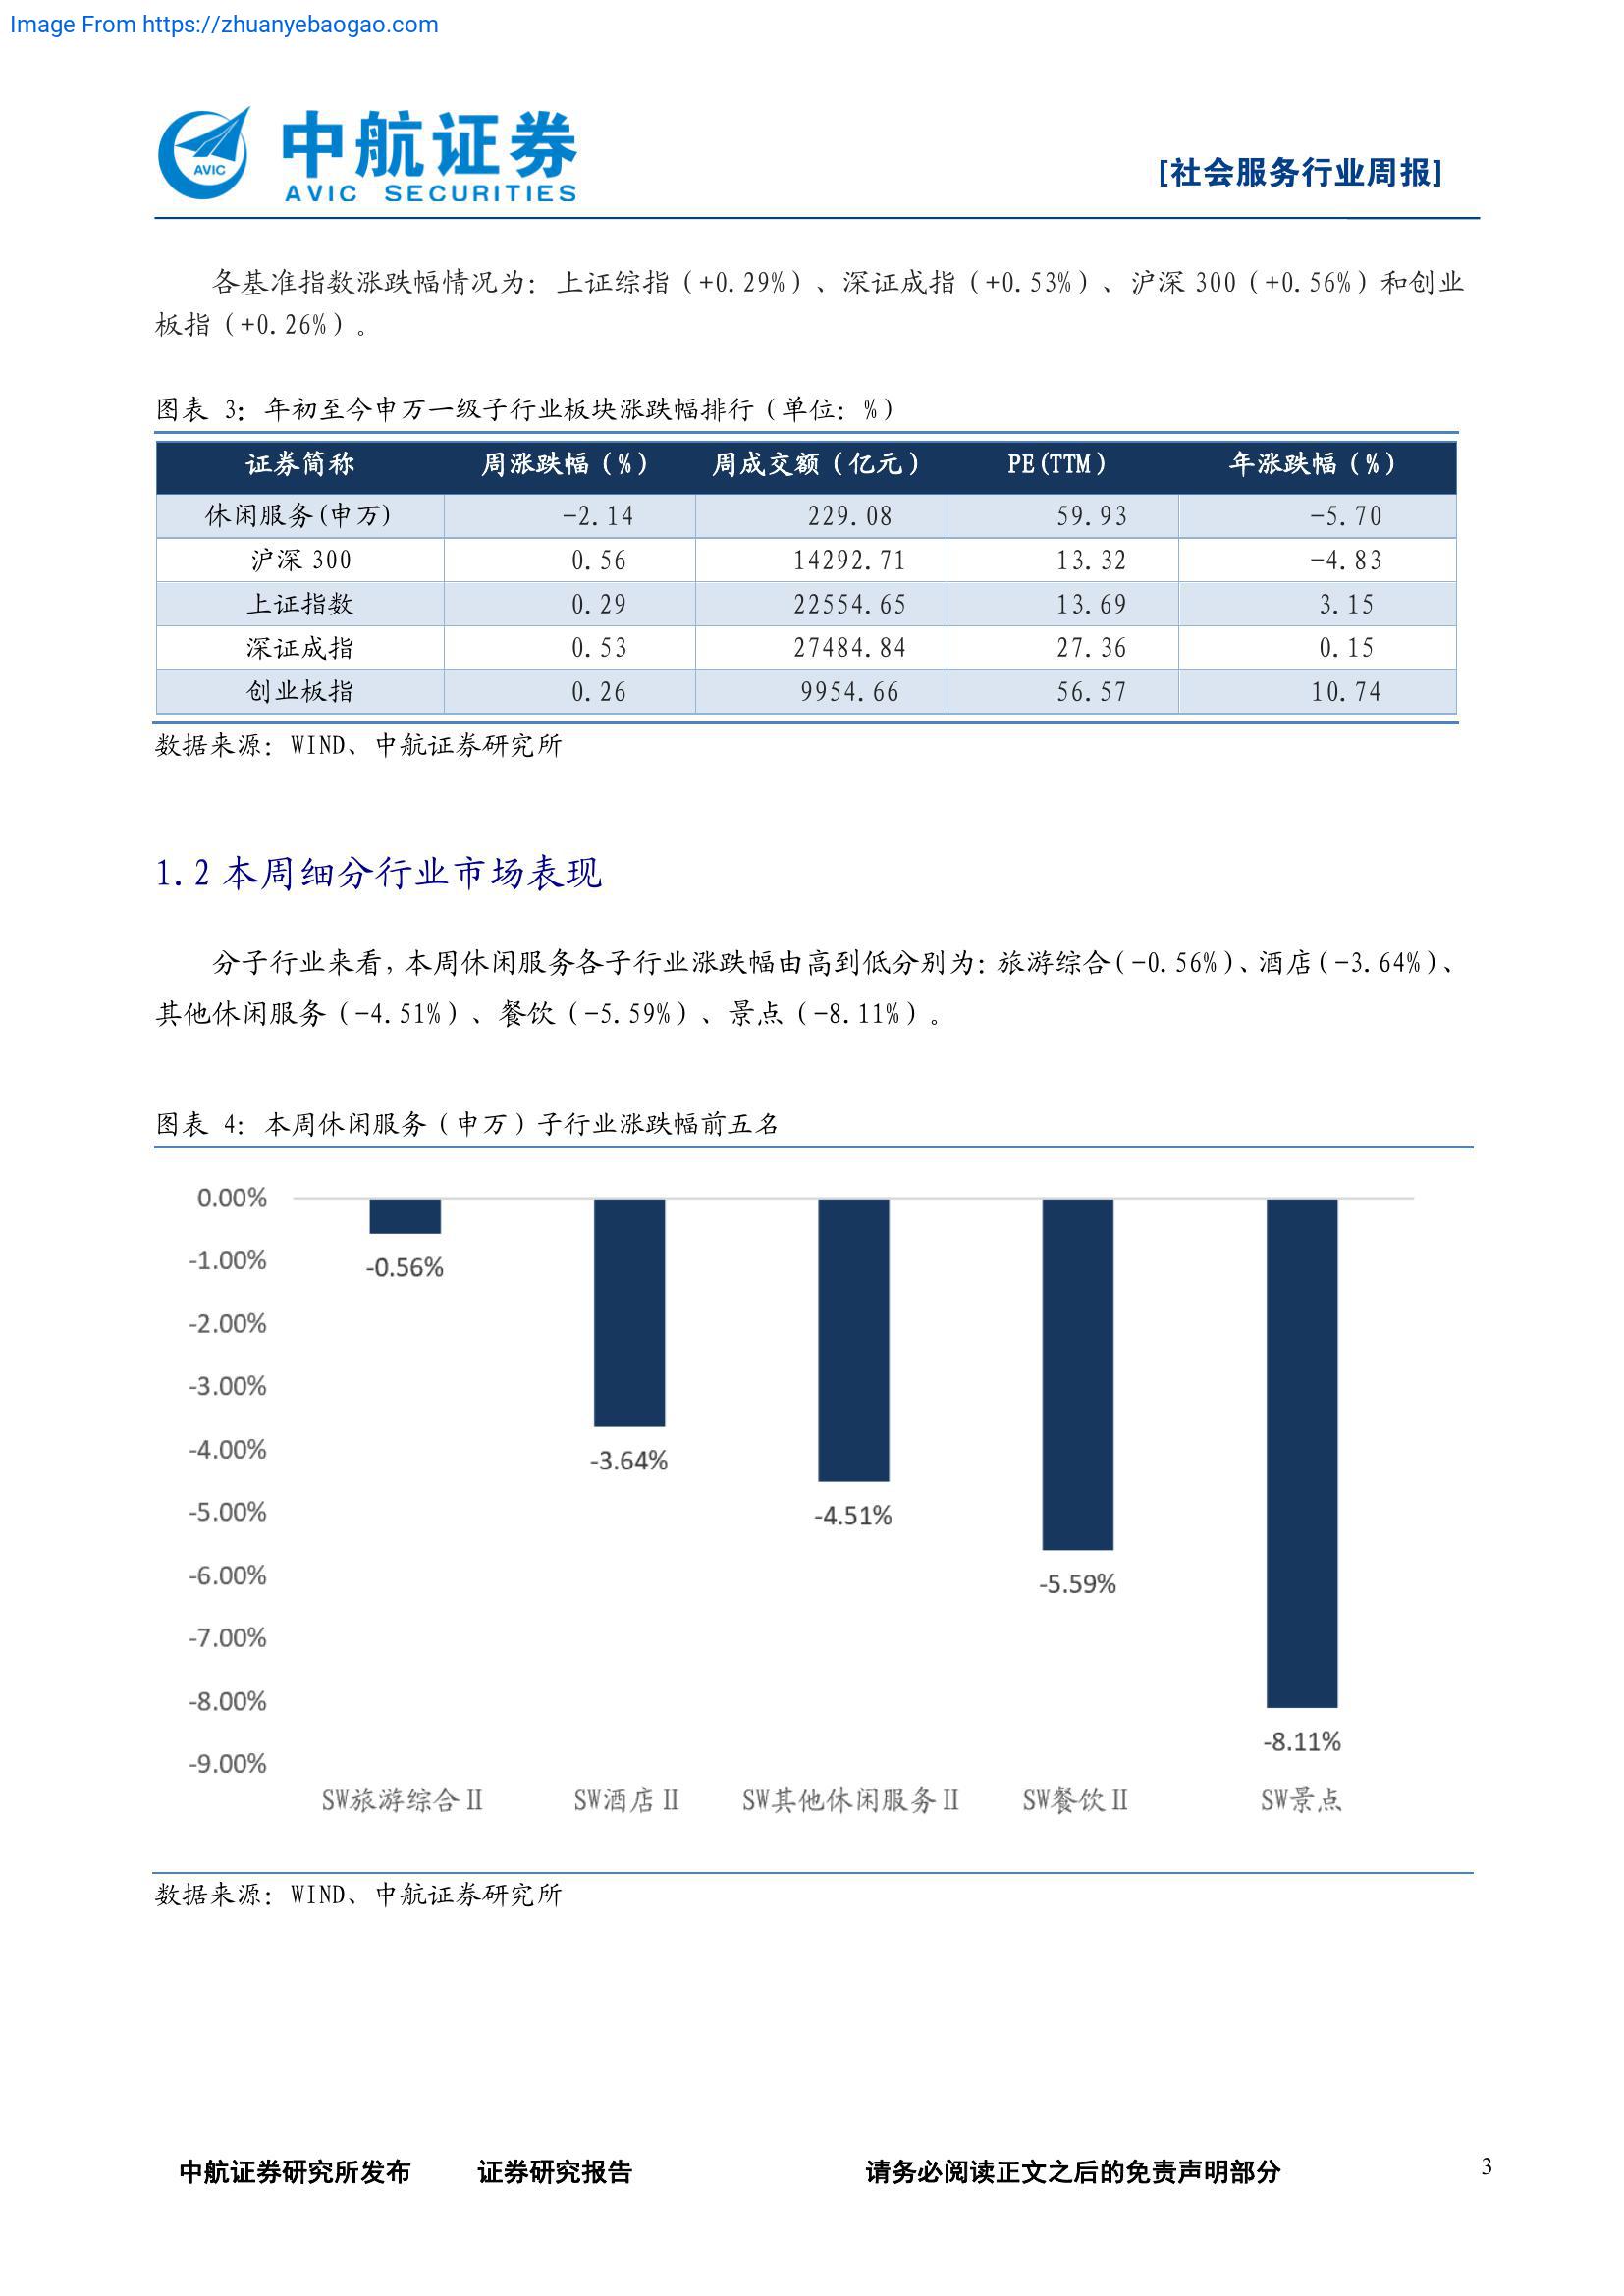 Image From https://zhuanyebaogao.com
AVIC
中航证券
AVIC SECURITIES
[社会服务行业周报]
各基准指数涨跌幅情况为：上证综指（+0.29%）、深证成指（+0.53%）、沪深 300（+0.56%）和创业
板指（+0.26%）。
图表 3：年初至今申万一级子行业板块涨跌幅排行（单位：%）
证券简称 周涨跌幅（%） 周成交额（亿元） PE(TTM) 年涨跌幅（%）
休闲服务(申万) -2.14 229.08 59.93 -5.70
沪深 300 0.56 14292.71 13.32 -4.83
上证指数 0.29 22554.65 13.69 3.15
深证成指 0.53 27484.84 27.36 0.15
创业板指 0.26 9954.66 56.57 10.74
数据来源：WIND、中航证券研究所
1.2 本周细分行业市场表现
分子行业来看，本周休闲服务各子行业涨跌幅由高到低分别为：旅游综合(-0.56%)、酒店(-3.64%)、
其他休闲服务（-4.51%）、餐饮（-5.59%）、景点（-8.11%）。
图表 4：本周休闲服务（申万）子行业涨跌幅前五名
0.00%
-1.00%
-2.00%
-3.00%
-4.00%
-5.00%
-6.00%
-7.00%
-8.00%
-9.00%
-0.56%
-3.64%
-4.51%
-5.59%
-8.11%
SW旅游综合Ⅱ SW酒店Ⅱ SW其他休闲服务Ⅱ SW餐饮Ⅱ SW景点
数据来源：WIND、中航证券研究所
中航证券研究所发布 证券研究报告 请务必阅读正文之后的免责声明部分 3